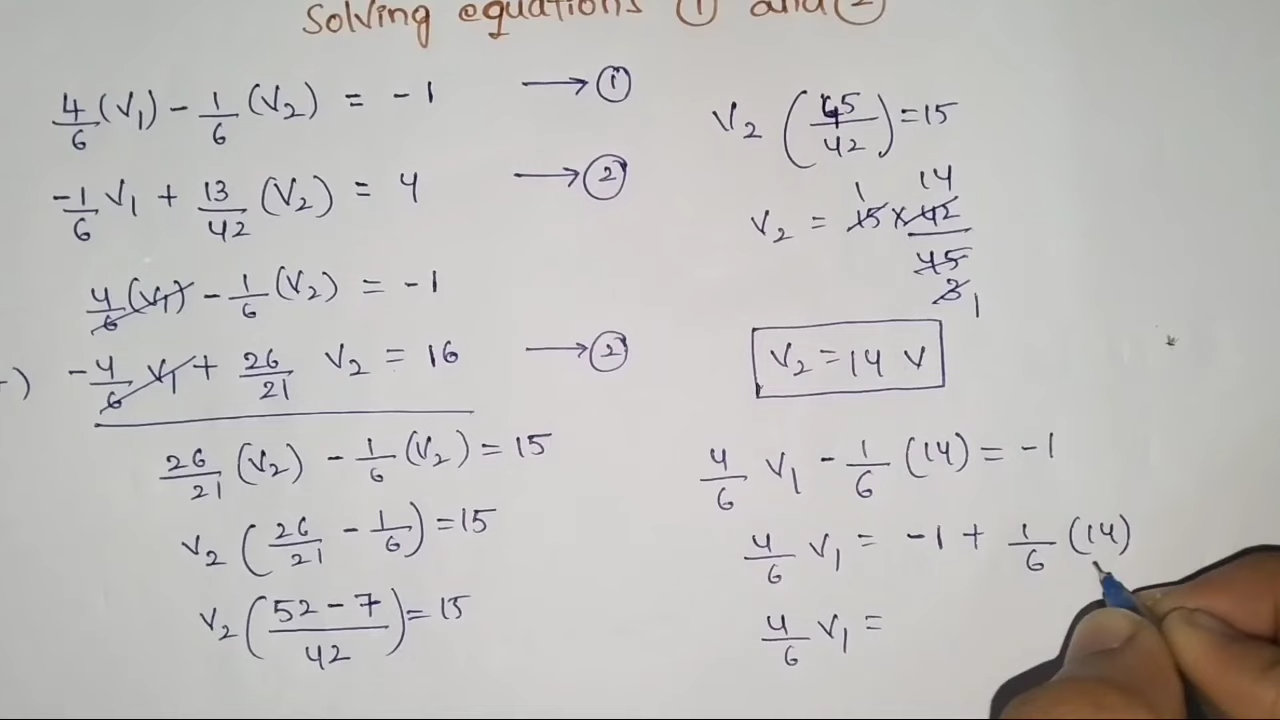 Solving equations ① and ②
4/6 (V₁) - 1/6 (V₂) = -1 → ①
-1/6 V₁ + 13/42 (V₂) = 4 → ②
4/6 (V₁) - 1/6 (V₂) = -1
-4/6 V₁ + 26/21 V₂ = 16 → ②
26/21 (V₂) - 1/6 (V₂) = 15
V₂ (26/21 - 1/6) = 15
V₂ (52 - 7/42) = 15
V₂ (45/42) = 15
1 14
V₂ = 15 × 42/45
3 1
V₂ = 14 V
4/6 V₁ - 1/6 (14) = -1
4/6 V₁ = -1 + 1/6 (14)
4/6 V₁ =